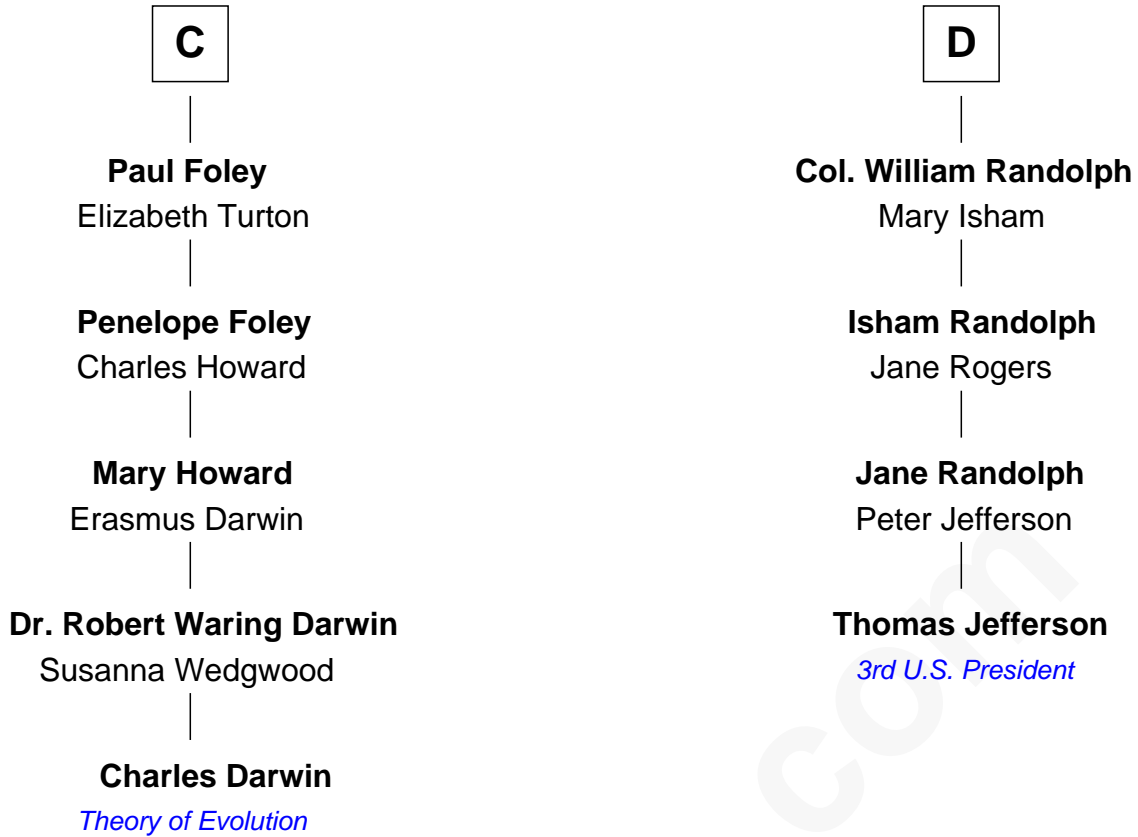 C
Paul Foley
Elizabeth Turton
Penelope Foley
Charles Howard
Mary Howard
Erasmus Darwin
Dr. Robert Waring Darwin
Susanna Wedgwood
Charles Darwin
Theory of Evolution
D
Col. William Randolph
Mary Isham
Isham Randolph
Jane Rogers
Jane Randolph
Peter Jefferson
Thomas Jefferson
3rd U.S. President
com